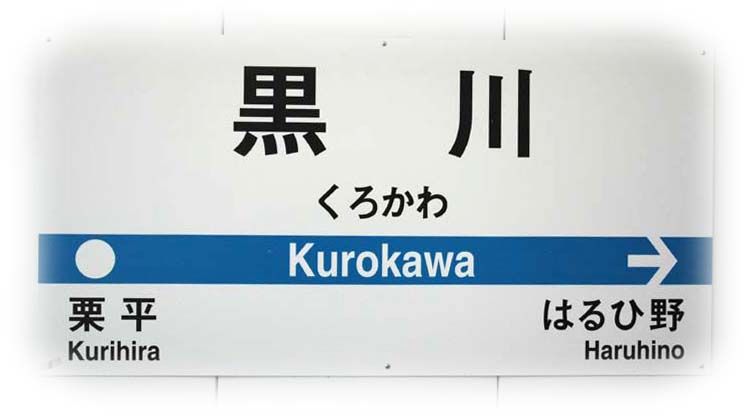 黒川
くろかわ
Kurokawa
栗平
Kurihira
はるひ野
Haruhino